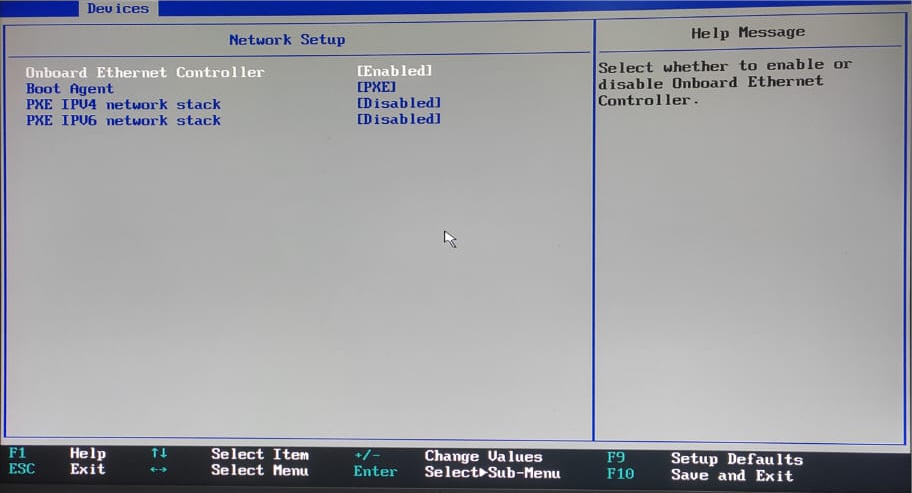 Devices
Network Setup
Help Message
Onboard Ethernet Controller [Enabled]
Boot Agent [PXE]
PXE IPV4 network stack [Disabled]
PXE IPV6 network stack [Disabled]
Select whether to enable or
disable Onboard Ethernet
Controller.
F1 Help ↑↓ Select Item +/- Change Values F9 Setup Defaults
ESC Exit ←→ Select Menu Enter Select▶Sub-Menu F10 Save and Exit